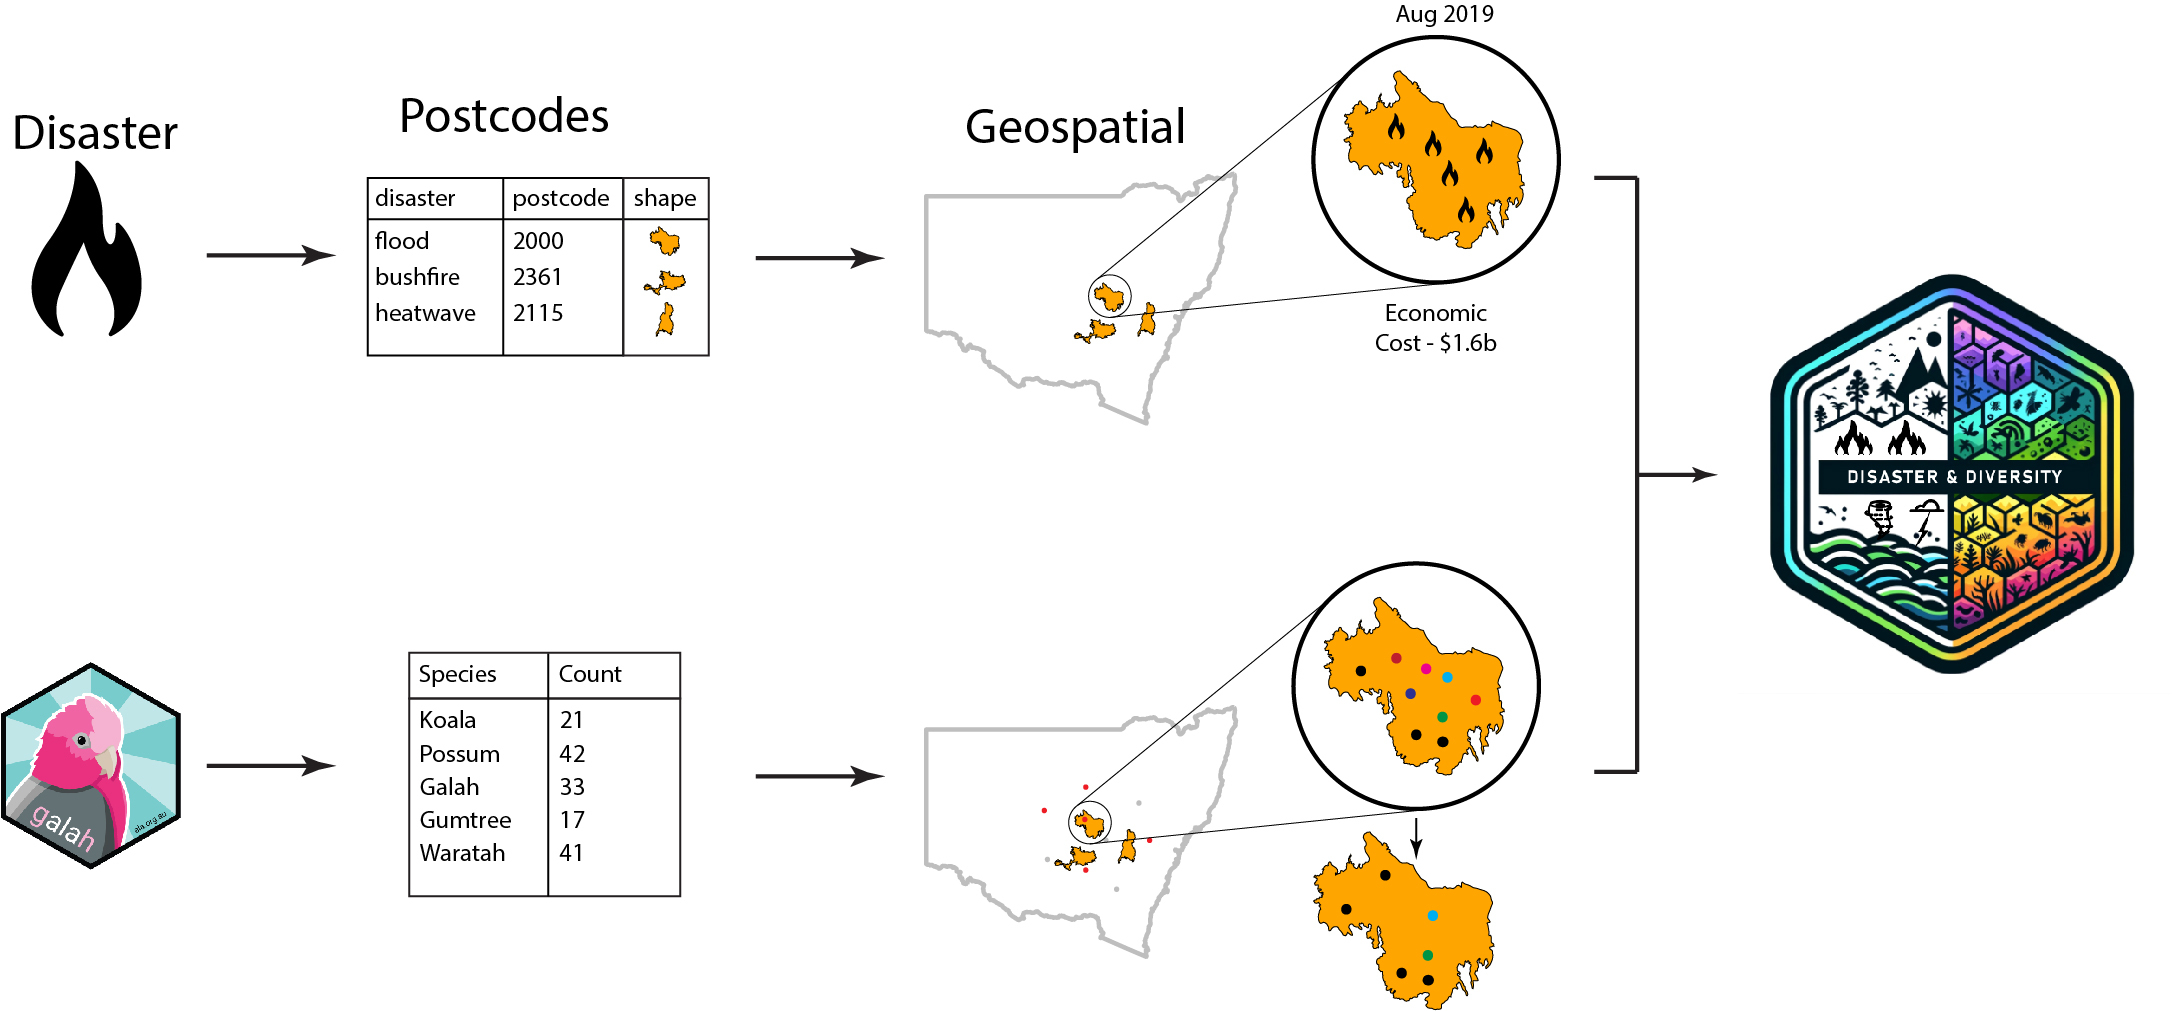 Disaster
Postcodes
disaster postcode shape
flood 2000
bushfire 2361
heatwave 2115
Geospatial
Aug 2019
Economic
Cost - $1.6b
DISASTER & DIVERSITY
galah
ala.org.au
Species Count
Koala 21
Possum 42
Galah 33
Gumtree 17
Waratah 41